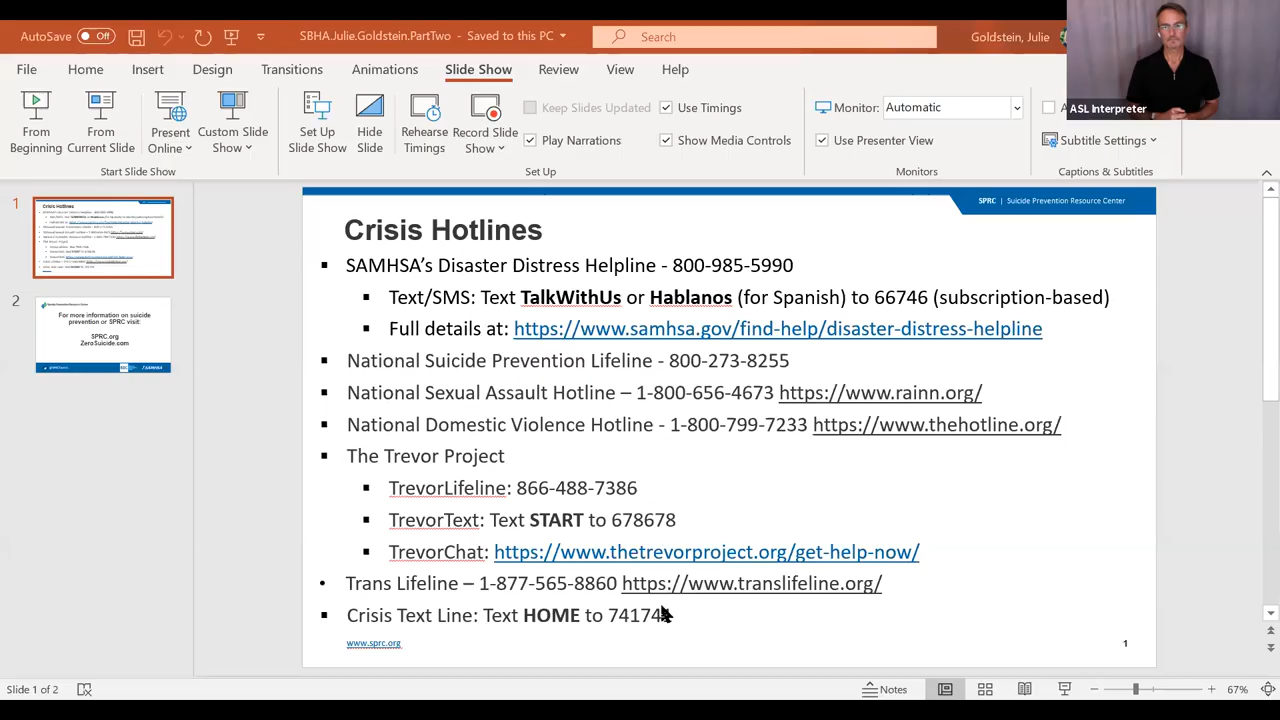 AutoSave Off
SBHA.Julie.Goldstein.PartTwo - Saved to this PC
Search
Goldstein, Julie
File Home Insert Design Transitions Animations Slide Show Review View Help
From Beginning
From Current Slide
Present Online
Custom Slide Show
Set Up Slide Show
Hide Slide
Rehearse Timings
Record Slide Show
Keep Slides Updated
Use Timings
Play Narrations
Show Media Controls
Monitor: Automatic
Use Presenter View
Subtitle Settings
Start Slide Show
Set Up
Monitors
Captions & Subtitles
ASL Interpreter
1
2
For more information on suicide
prevention or SPRC visit:
SPRC.org
ZeroSuicide.com
SPRC | Suicide Prevention Resource Center
Crisis Hotlines
SAMHSA's Disaster Distress Helpline - 800-985-5990
Text/SMS: Text TalkWithUs or Hablanos (for Spanish) to 66746 (subscription-based)
Full details at: https://www.samhsa.gov/find-help/disaster-distress-helpline
National Suicide Prevention Lifeline - 800-273-8255
National Sexual Assault Hotline – 1-800-656-4673 https://www.rainn.org/
National Domestic Violence Hotline - 1-800-799-7233 https://www.thehotline.org/
The Trevor Project
TrevorLifeline: 866-488-7386
TrevorText: Text START to 678678
TrevorChat: https://www.thetrevorproject.org/get-help-now/
Trans Lifeline – 1-877-565-8860 https://www.translifeline.org/
Crisis Text Line: Text HOME to
www.sprc.org
1
Slide 1 of 2
Notes
67%